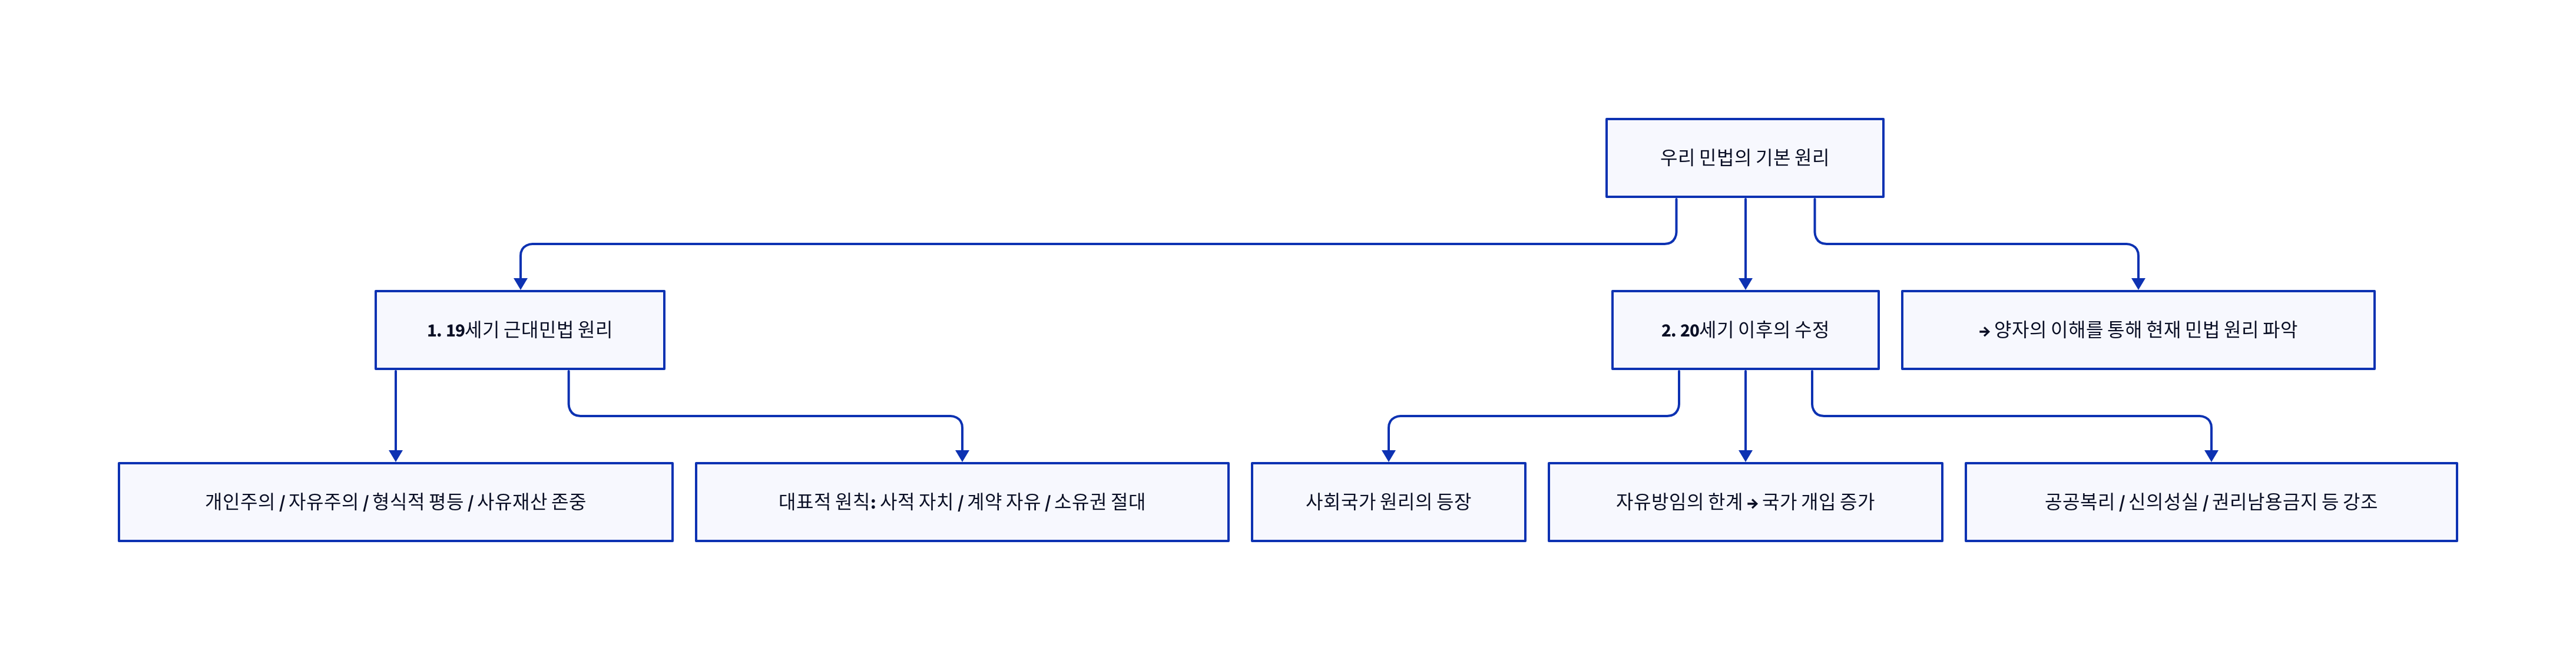 우리 민법의 기본 원리
1. 19세기 근대민법 원리
2. 20세기 이후의 수정
→ 양자의 이해를 통해 현재 민법 원리 파악
개인주의 / 자유주의 / 형식적 평등 / 사유재산 존중
대표적 원칙: 사적 자치 / 계약 자유 / 소유권 절대
사회국가 원리의 등장
자유방임의 한계 → 국가 개입 증가
공공복리 / 신의성실 / 권리남용금지 등 강조